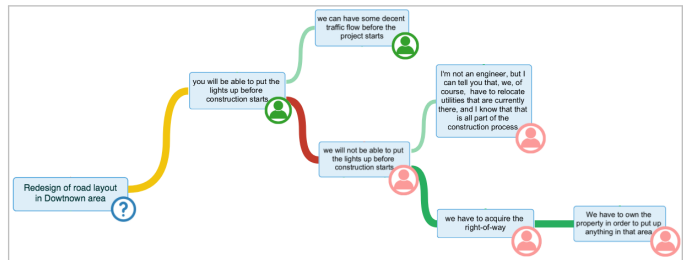 we can have some decent
traffic flow before the
project starts
you will be able to put the
lights up before
construction starts
I'm not an engineer, but I
can tell you that, we, of
course, have to relocate
utilities that are currently
there, and I know that that
is all part of the
construction process
we will not be able to put
the lights up before
construction starts
Redesign of road layout
in Dowtnown area
?
we have to acquire the
right-of-way
We have to own the
property in order to put up
anything in that area